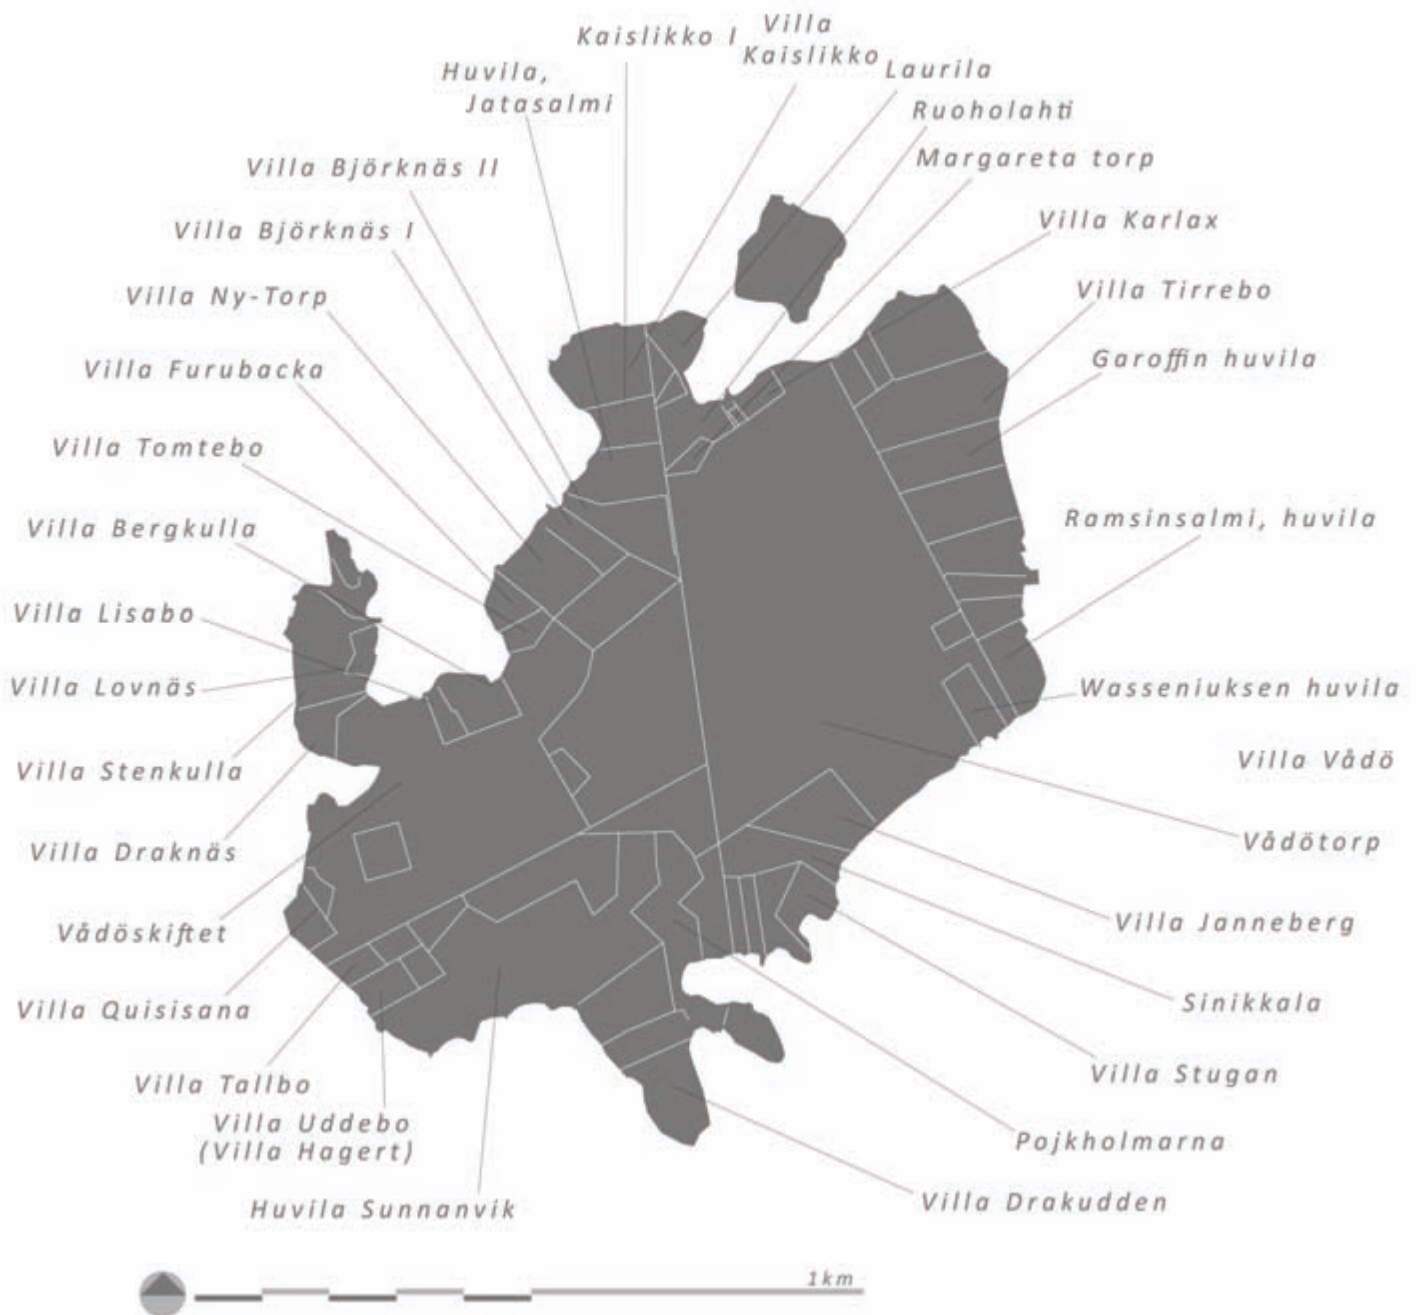 Kaislikko I
Villa
Kaislikko
Huvila,
Jatasalmi
Laurila
Ruoholahti
Margareta torp
Villa Björknäs II
Villa Björknäs I
Villa Karlax
Villa Ny-Torp
Villa Tirrebo
Villa Furubacka
Garoffin huvila
Villa Tomtebo
Villa Bergkulla
Ramsinsalmi, huvila
Villa Lisabo
Villa Lovnäs
Wasseniuksen huvila
Villa Stenkulla
Villa Vådö
Villa Draknäs
Vådötorp
Vådöskiftet
Villa Janneberg
Villa Quisisana
Sinikkala
Villa Tallbo
Villa Stugan
Villa Uddebo
(Villa Hagert)
Pojkholmarna
Huvila Sunnanvik
Villa Drakudden
1km